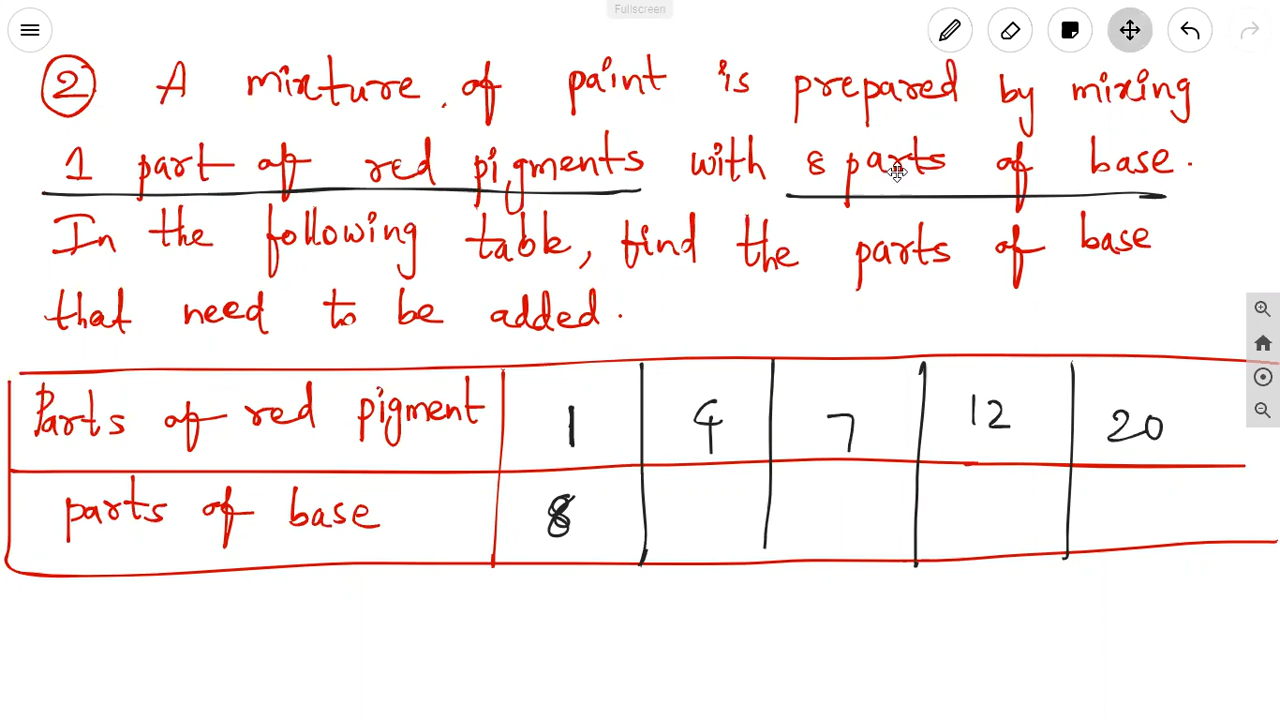 Fullscreen
2 A mixture of paint is prepared by mixing
1 part of red pigments with 8 parts of base.
In the following table, find the parts of base
that need to be added.
Parts of red pigment 1 4 7 12 20
parts of base 8